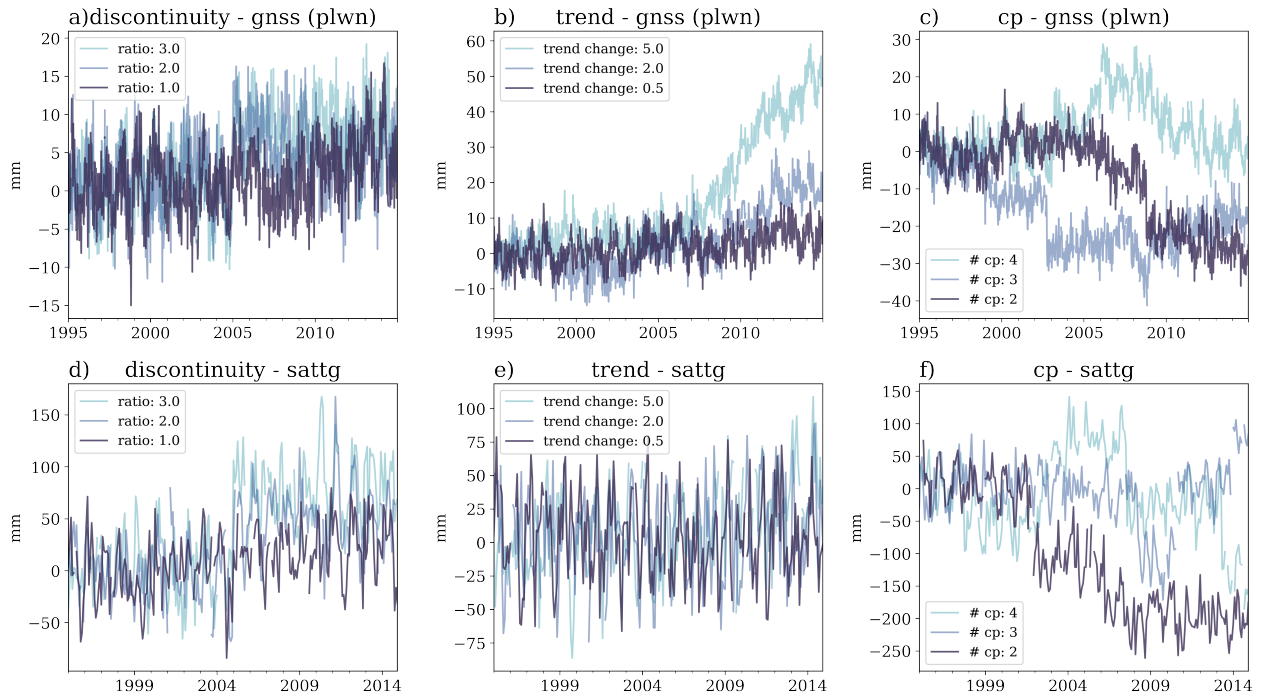 a)discontinuity - gnss (plwn)
ratio: 3.0
ratio: 2.0
ratio: 1.0
mm
20
15
10
5
0
−5
−10
−15
1995
2000
2005
2010
b) trend - gnss (plwn)
trend change: 5.0
trend change: 2.0
trend change: 0.5
mm
60
50
40
30
20
10
0
−10
1995
2000
2005
2010
c) cp - gnss (plwn)
# cp: 4
# cp: 3
# cp: 2
mm
30
20
10
0
−10
−20
−30
−40
1995
2000
2005
2010
d) discontinuity - sattg
ratio: 3.0
ratio: 2.0
ratio: 1.0
mm
150
100
50
0
−50
1999
2004
2009
2014
e) trend - sattg
trend change: 5.0
trend change: 2.0
trend change: 0.5
mm
100
75
50
25
0
−25
−50
−75
1999
2004
2009
2014
f) cp - sattg
# cp: 4
# cp: 3
# cp: 2
mm
150
100
50
0
−50
−100
−150
−200
−250
1999
2004
2009
2014